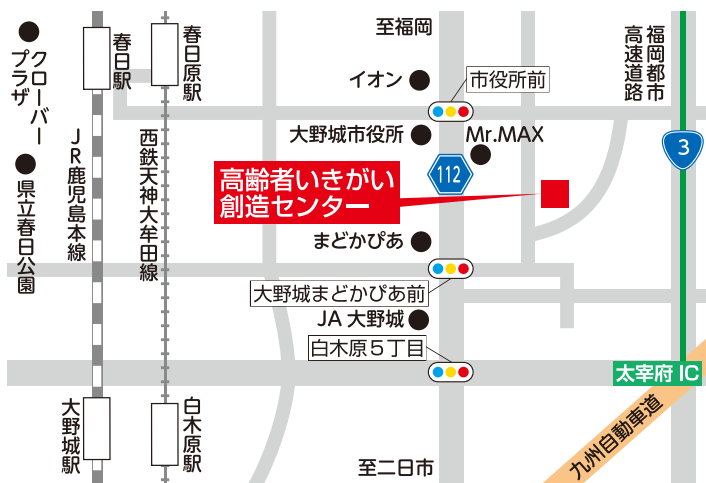 至福岡
福岡都市
高速道路
クローバー
プラザ
春日駅
春日原駅
イオン
市役所前
大野城市役所
Mr.MAX
3
112
高齢者いきがい
創造センター
県立春日公園
JR鹿児島本線
西鉄天神大牟田線
まどかぴあ
大野城まどかぴあ前
JA 大野城
白木原5丁目
太宰府 IC
九州自動車道
大野城駅
白木原駅
至二日市